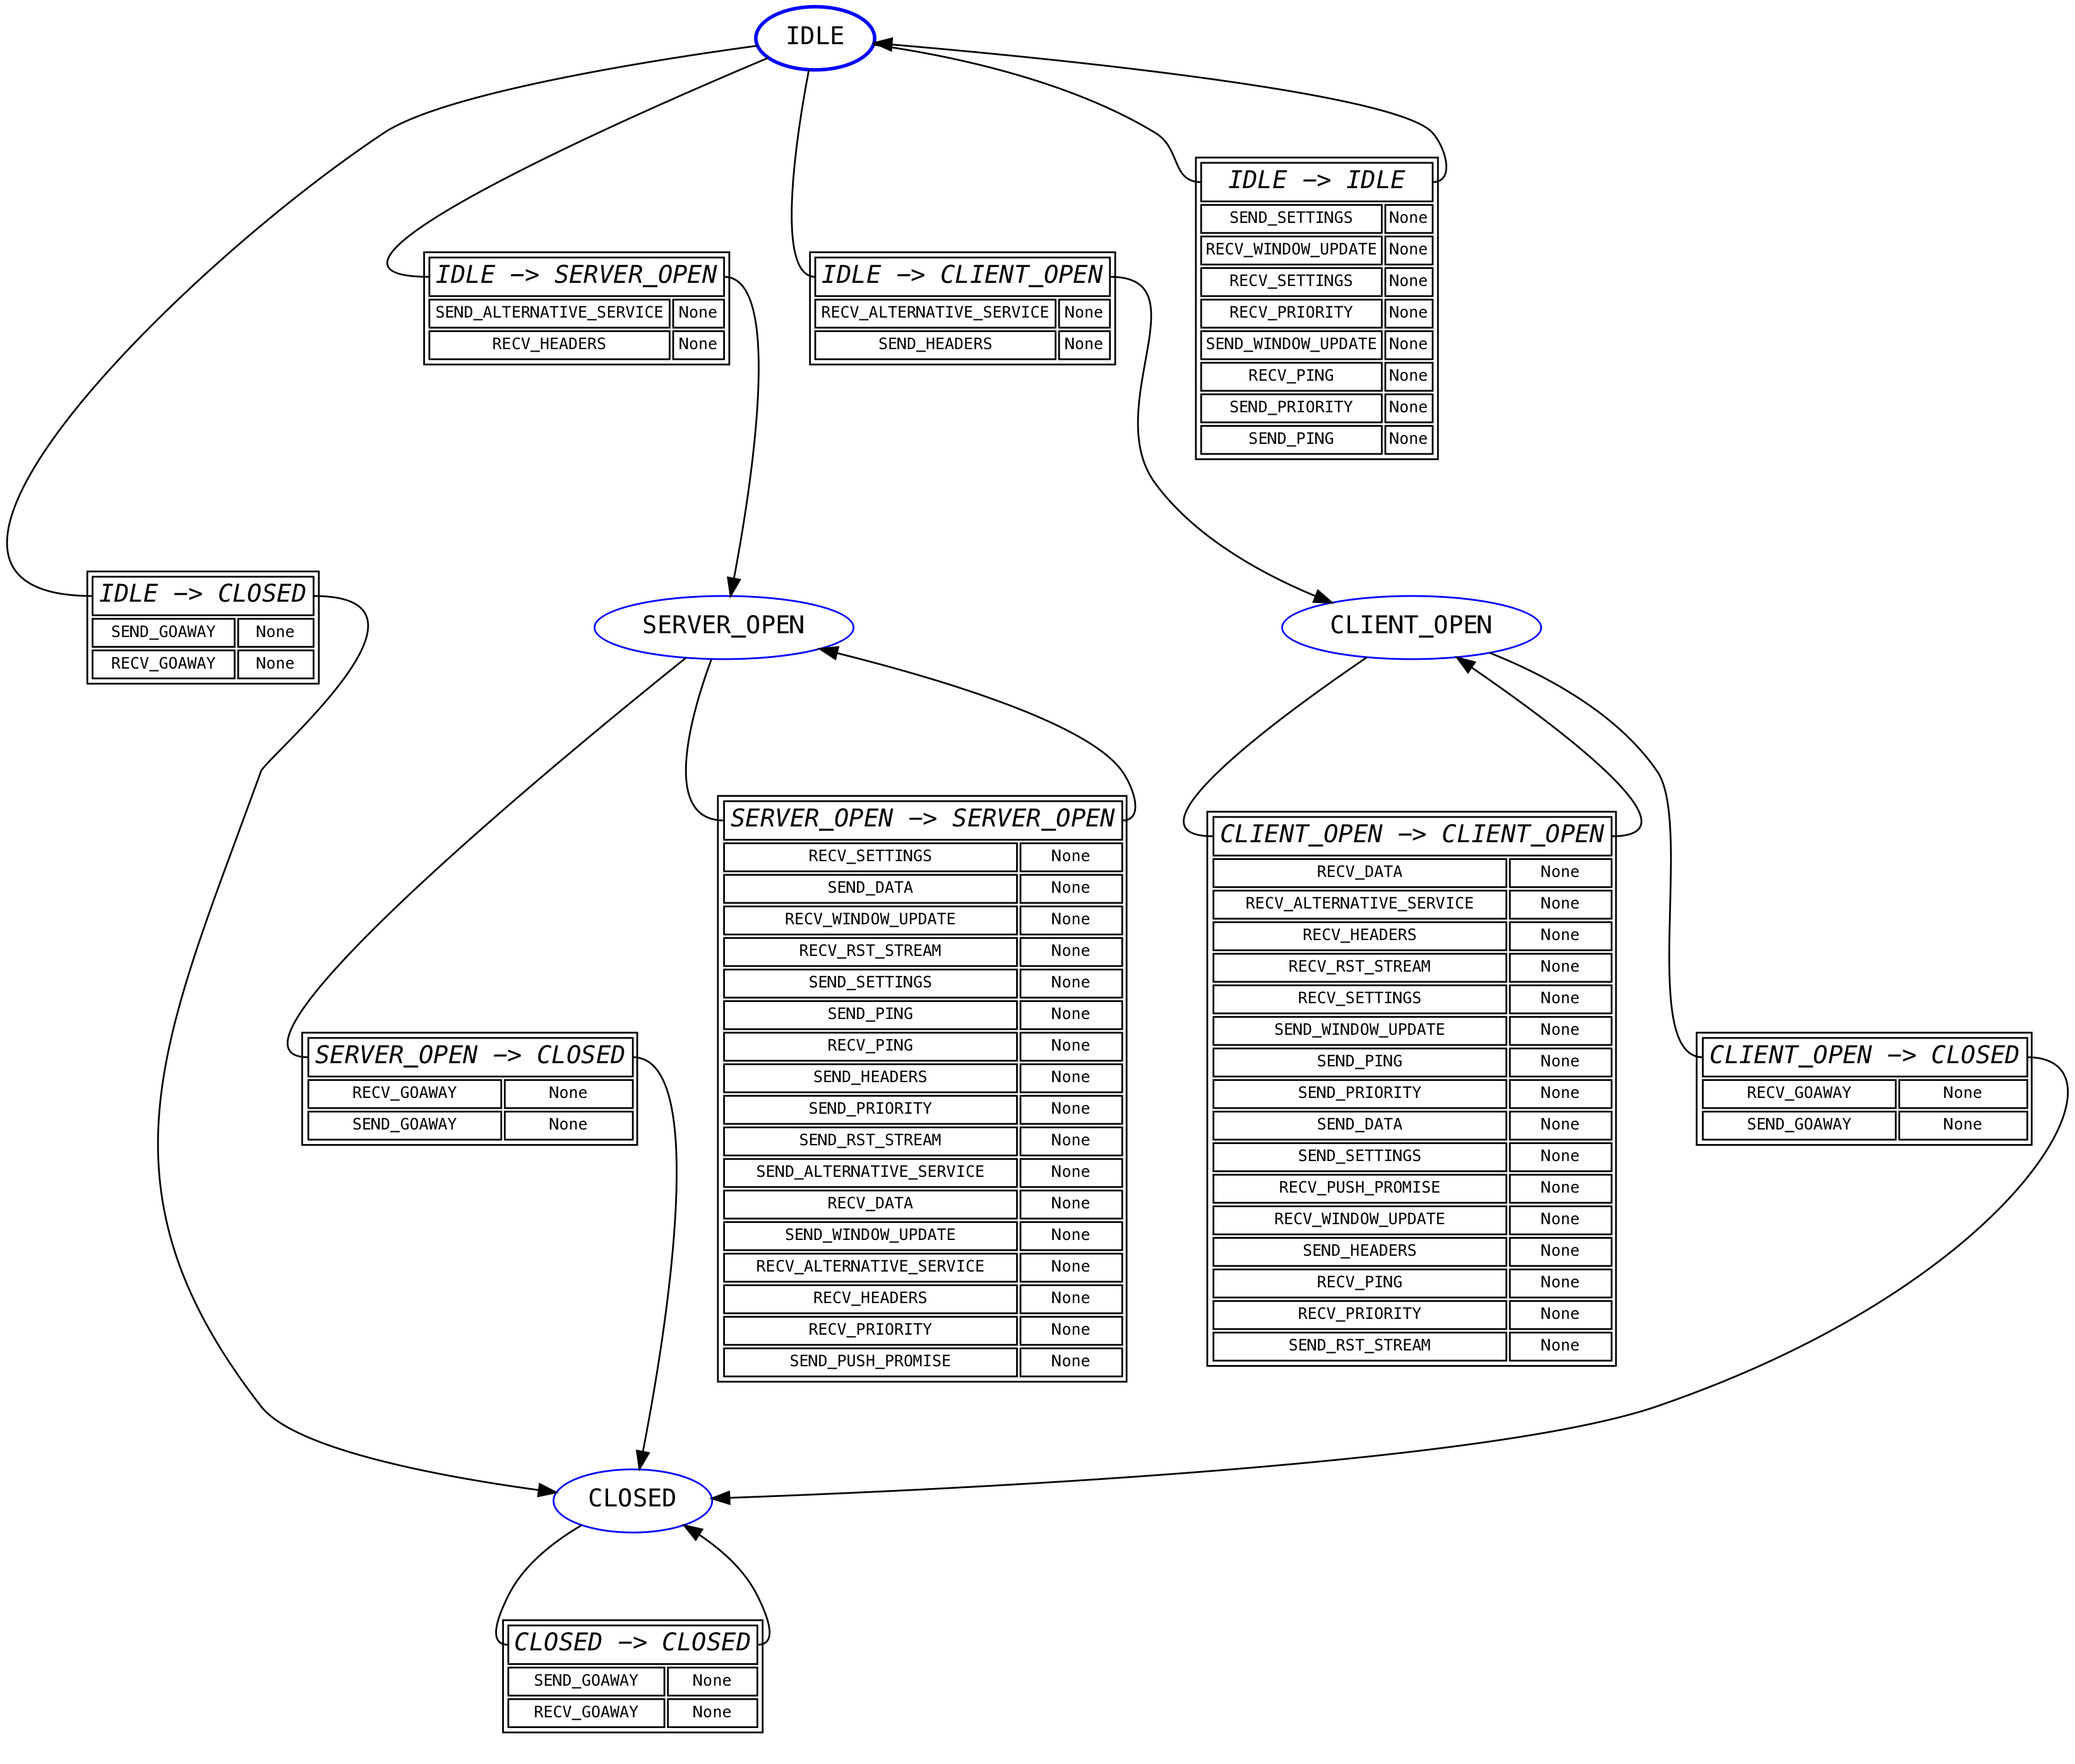 IDLE
IDLE −> IDLE
SEND_SETTINGS None
RECV_WINDOW_UPDATE None
RECV_SETTINGS None
RECV_PRIORITY None
SEND_WINDOW_UPDATE None
RECV_PING None
SEND_PRIORITY None
SEND_PING None
IDLE −> SERVER_OPEN
SEND_ALTERNATIVE_SERVICE None
RECV_HEADERS None
IDLE −> CLIENT_OPEN
RECV_ALTERNATIVE_SERVICE None
SEND_HEADERS None
IDLE −> CLOSED
SEND_GOAWAY None
RECV_GOAWAY None
SERVER_OPEN
CLIENT_OPEN
SERVER_OPEN −> SERVER_OPEN
RECV_SETTINGS None
SEND_DATA None
RECV_WINDOW_UPDATE None
RECV_RST_STREAM None
SEND_SETTINGS None
SEND_PING None
RECV_PING None
SEND_HEADERS None
SEND_PRIORITY None
SEND_RST_STREAM None
SEND_ALTERNATIVE_SERVICE None
RECV_DATA None
SEND_WINDOW_UPDATE None
RECV_ALTERNATIVE_SERVICE None
RECV_HEADERS None
RECV_PRIORITY None
SEND_PUSH_PROMISE None
CLIENT_OPEN −> CLIENT_OPEN
RECV_DATA None
RECV_ALTERNATIVE_SERVICE None
RECV_HEADERS None
RECV_RST_STREAM None
RECV_SETTINGS None
SEND_WINDOW_UPDATE None
SEND_PING None
SEND_PRIORITY None
SEND_DATA None
SEND_SETTINGS None
RECV_PUSH_PROMISE None
RECV_WINDOW_UPDATE None
SEND_HEADERS None
RECV_PING None
RECV_PRIORITY None
SEND_RST_STREAM None
SERVER_OPEN −> CLOSED
RECV_GOAWAY None
SEND_GOAWAY None
CLIENT_OPEN −> CLOSED
RECV_GOAWAY None
SEND_GOAWAY None
CLOSED
CLOSED −> CLOSED
SEND_GOAWAY None
RECV_GOAWAY None